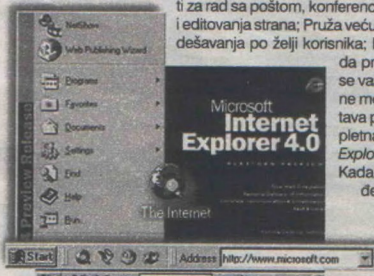 ti za rad sa poštom, konferenc
i editovanja strana; Pruža veću
dešavanja po želji korisnika; I
da pr
se va
ne mo
tava p
pletna
Explo
Kada
de
NetShow
Web Publishing Wizard
Programs
Favorites
Documents
Settings
Find
Help
Run...
Preview Release
Microsoft
Internet
Explorer 4.0
The Internet
Start
Address http://www.microsoft.com